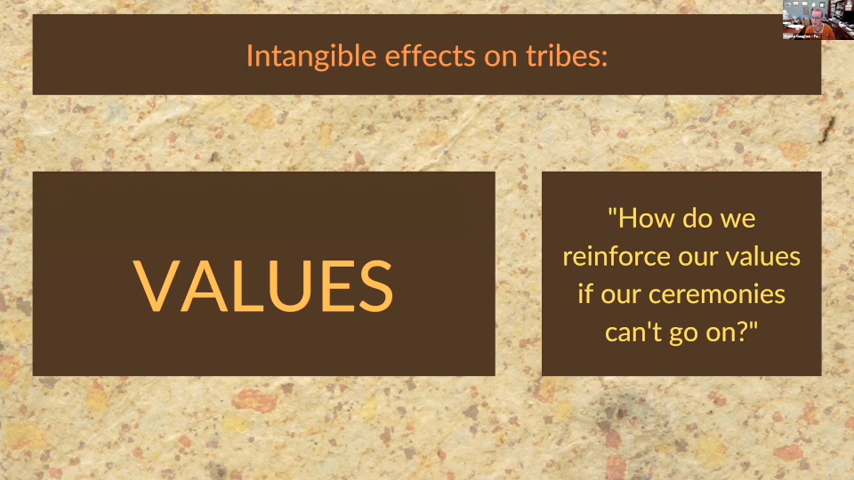 Intangible effects on tribes:
VALUES
"How do we
reinforce our values
if our ceremonies
can't go on?"